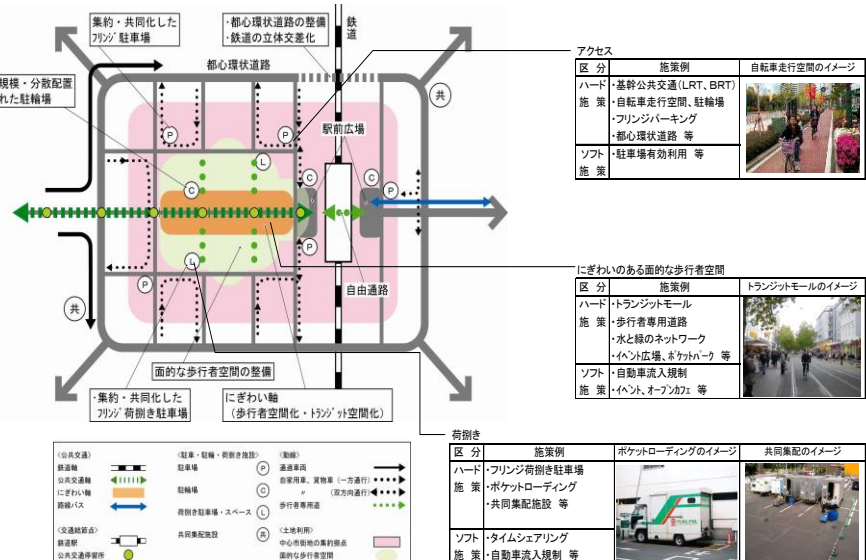 集約・共同化した
フリンジ駐車場
・都心環状道路の整備
・鉄道の立体交差化
鉄道
都心環状道路
規模・分散配置
れた駐輪場
共
P
P
駅前広場
L
C
C
C
P
P
L
P
自由通路
共
面的な歩行者空間の整備
・集約・共同化した
フリンジ荷捌き駐車場
にぎわい軸
(歩行者空間化・トランジット空間化)
アクセス
区 分 施策例 自転車走行空間のイメージ
ハード ・基幹公共交通(LRT、BRT)
施 策 ・自転車走行空間、駐輪場
・フリンジパーキング
・都心環状道路 等
ソフト ・駐車場有効利用 等
施 策
にぎわいのある面的な歩行者空間
区 分 施策例 トランジットモールのイメージ
ハード ・トランジットモール
施 策 ・歩行者専用道路
・水と緑のネットワーク
・イベント広場、ポケットパーク 等
ソフト ・自動車流入規制
施 策 ・イベント、オープンカフェ 等
荷捌き
区 分 施策例 ポケットローディングのイメージ 共同集配のイメージ
ハード ・フリンジ荷捌き駐車場
施 策 ・ポケットローディング
・共同集配施設 等
ソフト ・タイムシェアリング
施 策 ・自動車流入規制 等
〈公共交通〉
鉄道軸
公共交通軸
にぎわい軸
路線バス
〈交通結節点〉
鉄道駅
公共交通停留所
〈駐車・駐輪・荷捌き施設〉
駐車場 P
駐輪場 C
荷捌き駐車場・スペース L
共同集配施設 共
〈動線〉
通過車両
自家用車、貨物車 (一方通行)
〃 (双方向通行)
歩行者専用道
〈土地利用〉
中心市街地の集約拠点
面的な歩行者空間